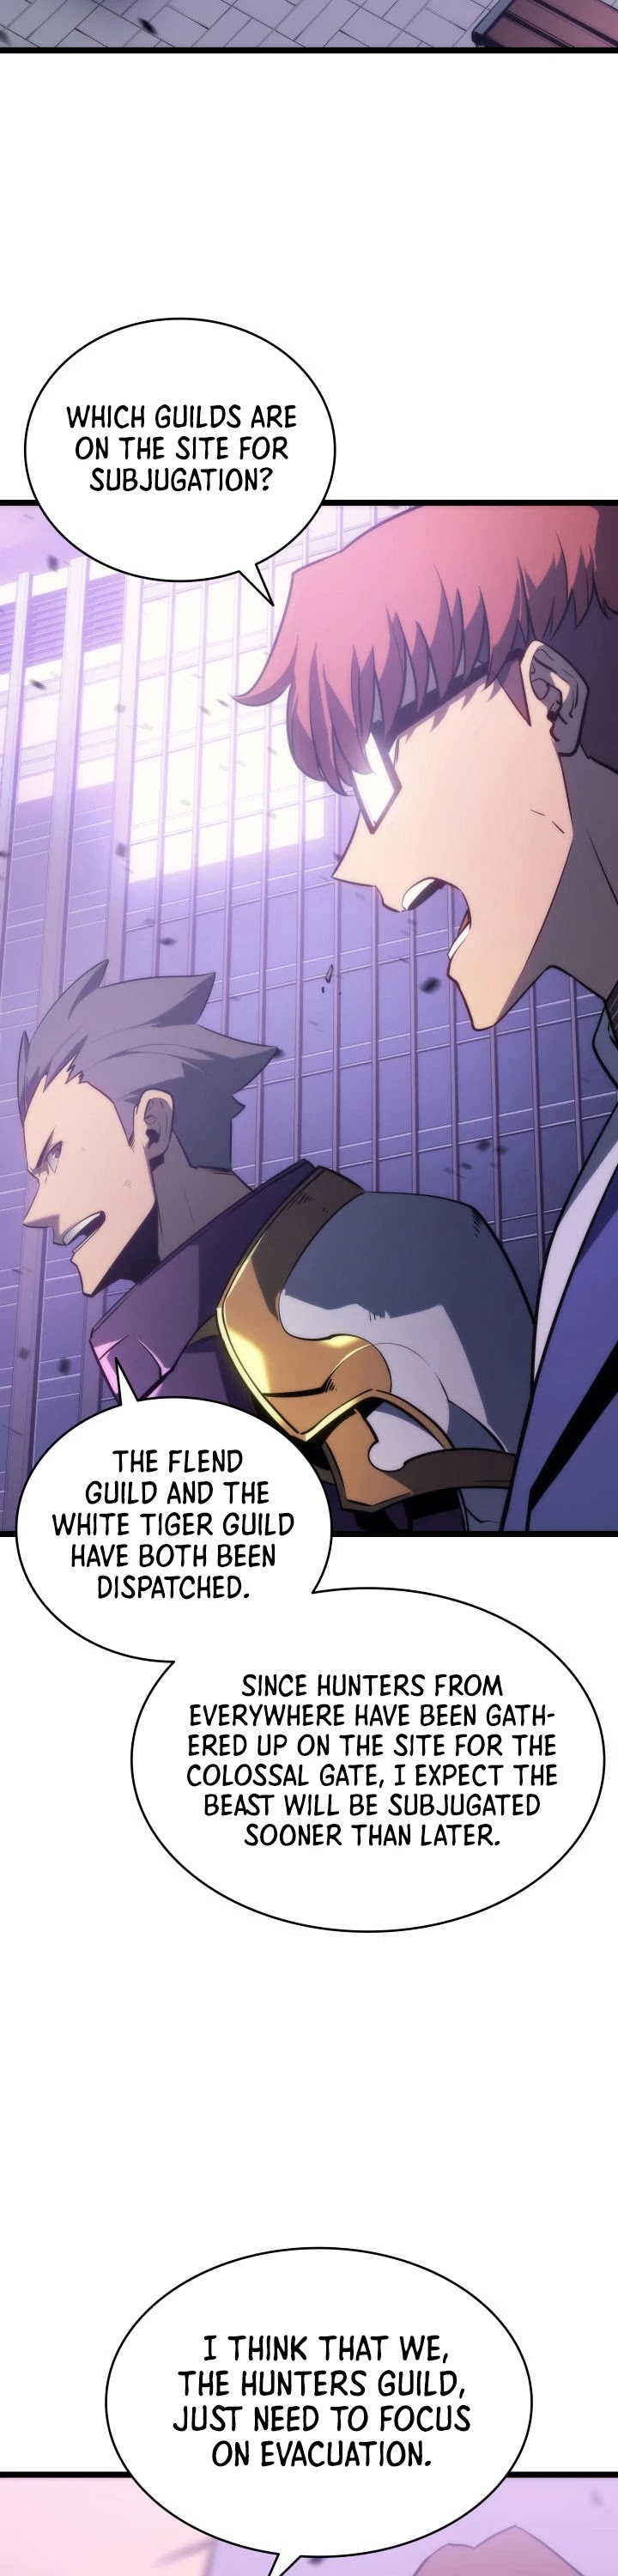 WHICH GUILDS ARE
ON THE SITE FOR
SUBJUGATION?
THE FLEND
GUILD AND THE
WHITE TIGER GUILD
HAVE BOTH BEEN
DISPATCHED.
SINCE HUNTERS FROM
EVERYWHERE HAVE BEEN GATH-
ERED UP ON THE SITE FOR THE
COLOSSAL GATE, I EXPECT THE
BEAST WILL BE SUBJUGATED
SOONER THAN LATER.
I THINK THAT WE,
THE HUNTERS GUILD,
JUST NEED TO FOCUS
ON EVACUATION.